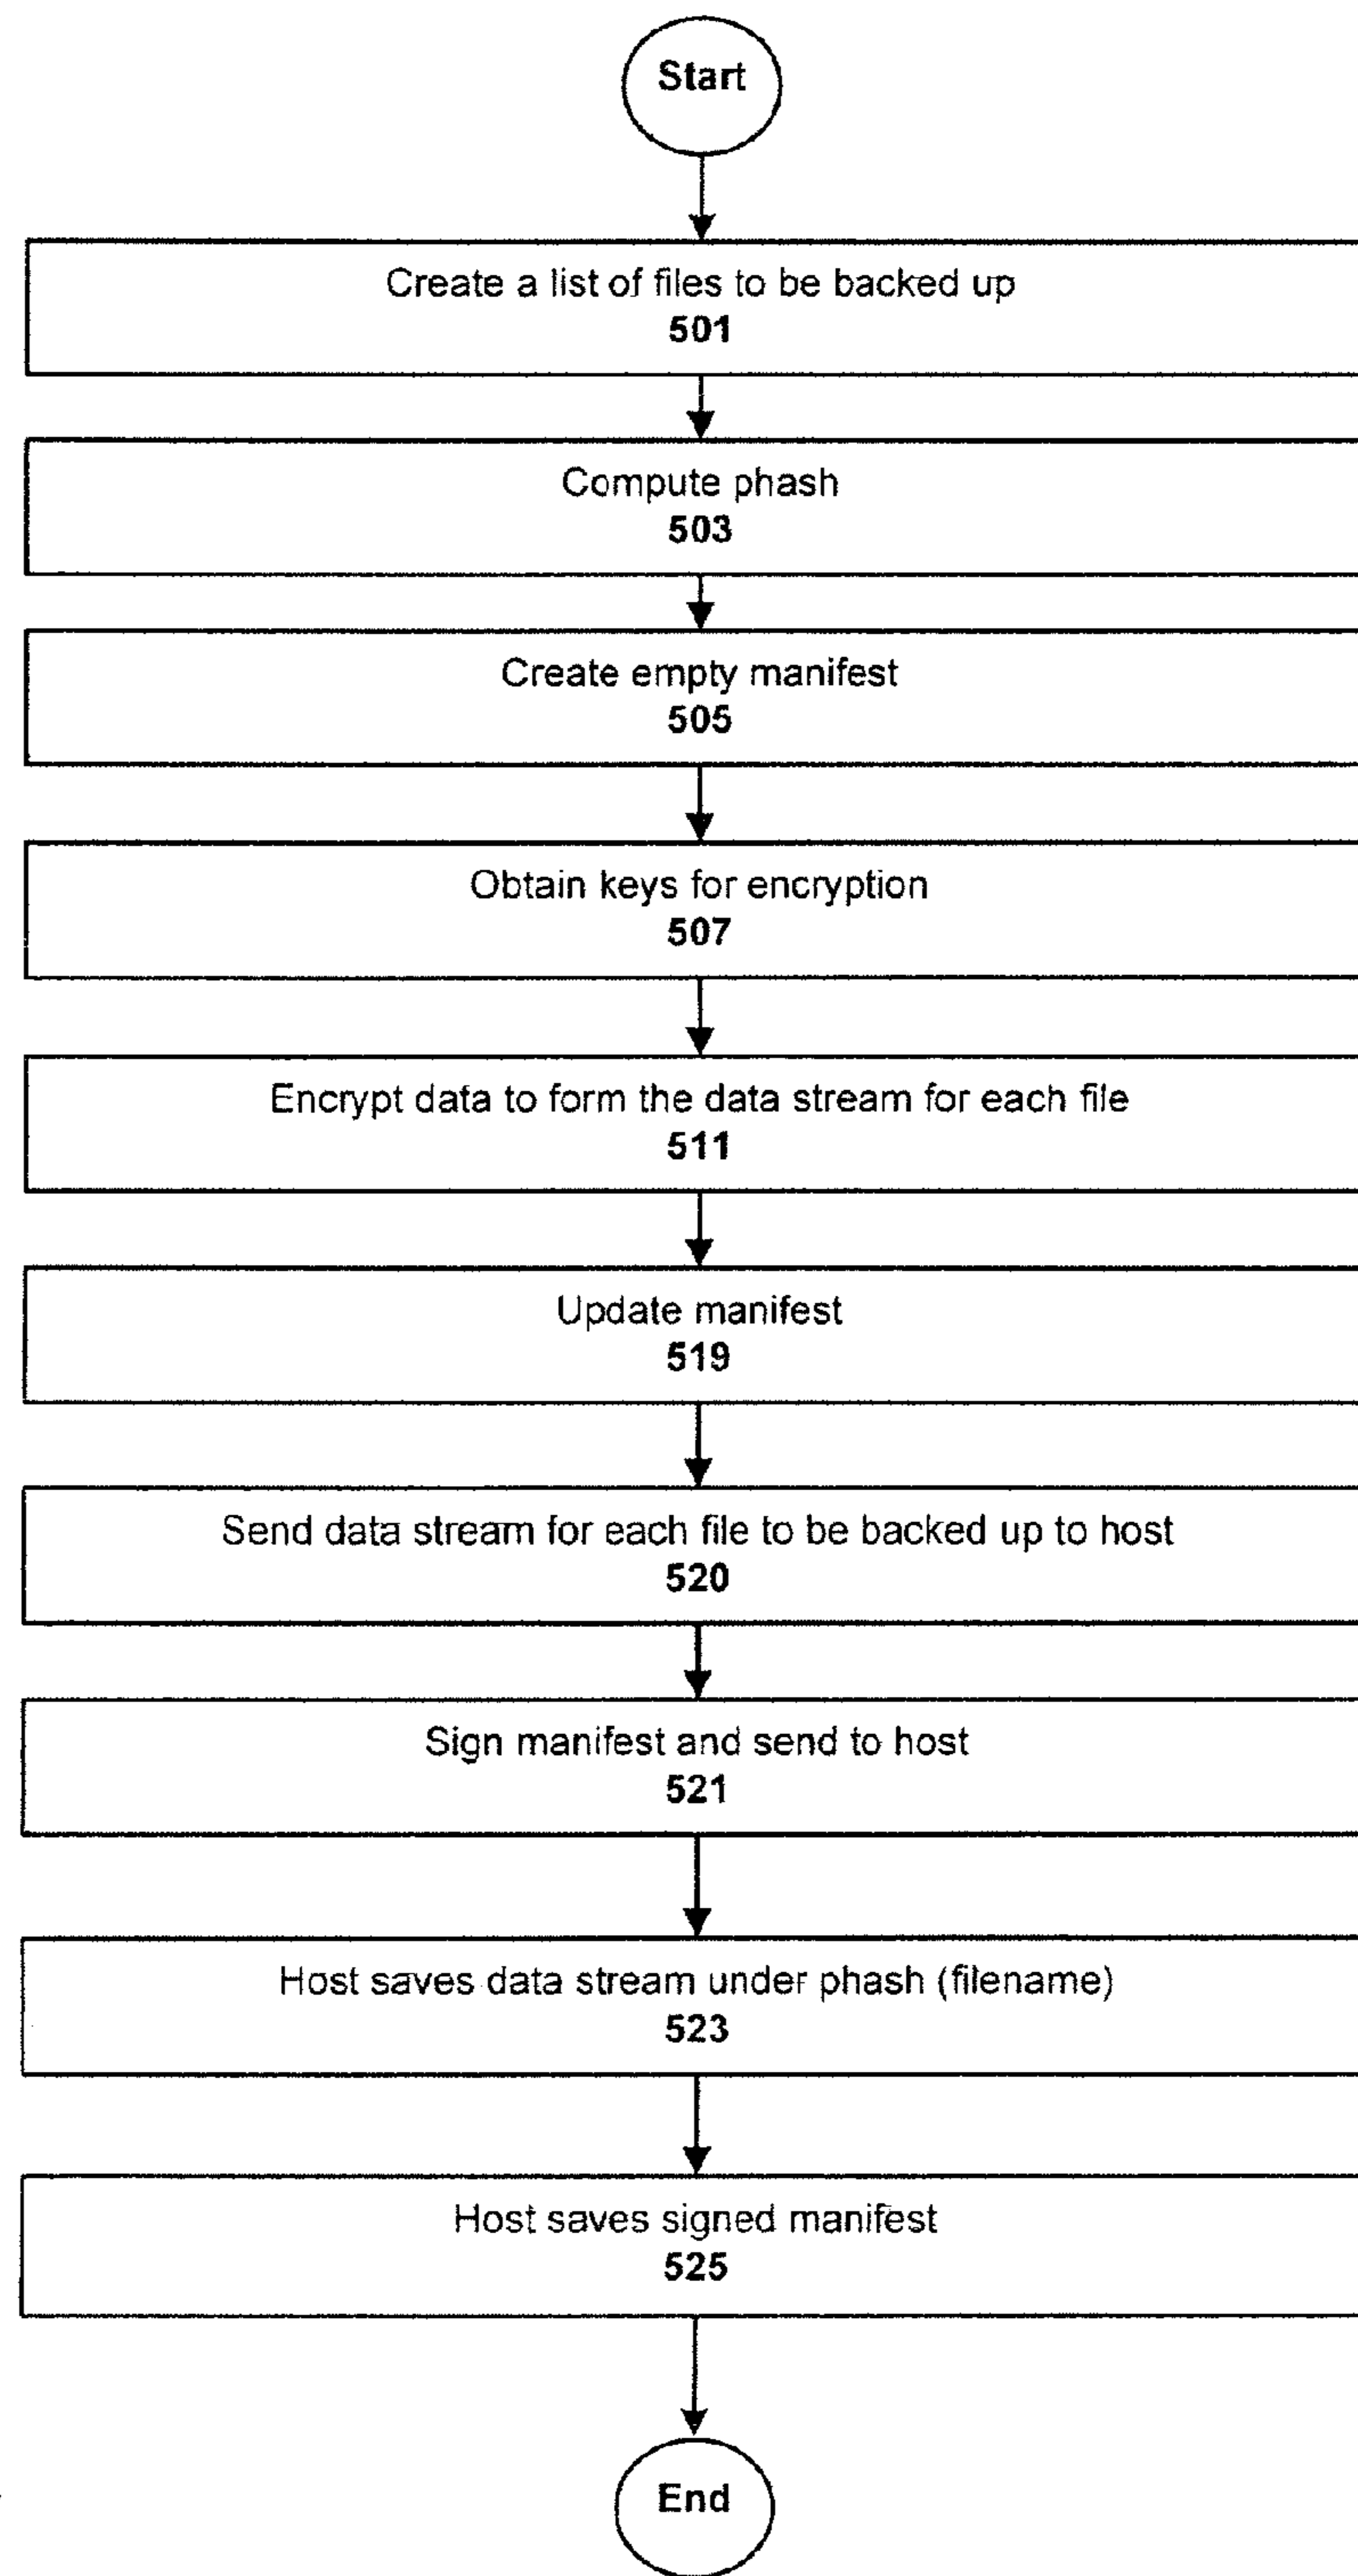 Start
Create a list of files to be backed up
501
Compute phash
503
Create empty manifest
505
Obtain keys for encryption
507
Encrypt data to form the data stream for each file
511
Update manifest
519
Send data stream for each file to be backed up to host
520
Sign manifest and send to host
521
Host saves data stream under phash (filename)
523
Host saves signed manifest
525
End